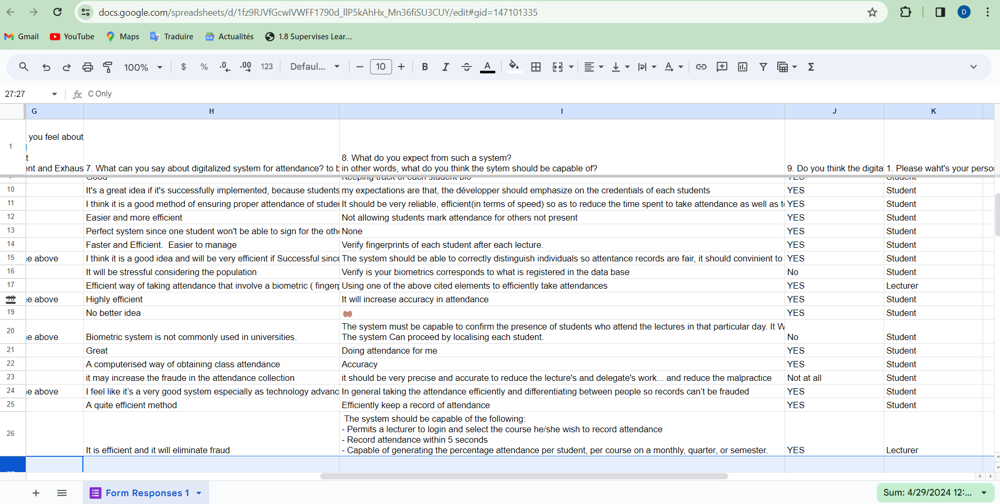 docs.google.com/spreadsheets/d/1fz9RJVfGcwIVWFF1790d_llP5kAhHx_Mn36fiSU3CUY/edit#gid=147101335
D
Gmail YouTube Maps Traduire Actualités 1.8 Supervises Lear...
100% $ % .0 .00 123 Defaul... 10 B I A
27:27 fx C Only
G H I J K
1
you feel about
t
ent and Exhaus
7. What can you say about digitalized system for attendance? to b
8. What do you expect from such a system?
in other words, what do you think the sytem should be capable of?
9. Do you think the digita
1. Please waht's your person
Good Keeping track of each student bio YES Student
10 It's a great idea if it's successfully implemented, because students my expectations are that, the développer should emphasize on the credentials of each students YES Student
11 I think it is a good method of ensuring proper attendance of studen It should be very reliable, efficient(in terms of speed) so as to reduce the time spent to take attendance as well as to YES Student
12 Easier and more efficient Not allowing students mark attendance for others not present YES Student
13 Perfect system since one student won't be able to sign for the othe None YES Student
14 Faster and Efficient. Easier to manage Verify fingerprints of each student after each lecture. YES Student
15 e above I think it is a good idea and will be very efficient if Successful since The system should be able to correctly distinguish individuals so attentance records are fair, it should convinient to YES Student
16 It will be stressful considering the population Verify is your biometrics corresponds to what is registered in the data base No Student
17 Efficient way of taking attendance that involve a biometric ( fingerp Using one of the above cited elements to efficiently take attendances YES Lecturer
18 e above Highly efficient It will increase accuracy in attendance YES Student
19 No better idea 🤲🏽 YES Student
20 e above Biometric system is not commonly used in universities.
The system must be capable to confirm the presence of students who attend the lectures in that particular day. It W
The system Can proceed by localising each student. No Student
21 Great Doing attendance for me YES Student
22 A computerised way of obtaining class attendance Accuracy YES Student
23 it may increase the fraude in the attendance collection it should be very precise and accurate to reduce the lecture's and delegate's work... and reduce the malpractice Not at all Student
24 e above I feel like it's a very good system especially as technology advanc In general taking the attendance efficiently and differentiating between people so records can't be frauded YES Student
25 A quite efficient method Efficiently keep a record of attendance YES Student
26 It is efficient and it will eliminate fraud
The system should be capable of the following:
- Permits a lecturer to login and select the course he/she wish to record attendance
- Record attendance within 5 seconds
- Capable of generating the percentage attendance per student, per course on a monthly, quarter, or semester. YES Lecturer
Form Responses 1
Sum: 4/29/2024 12:...